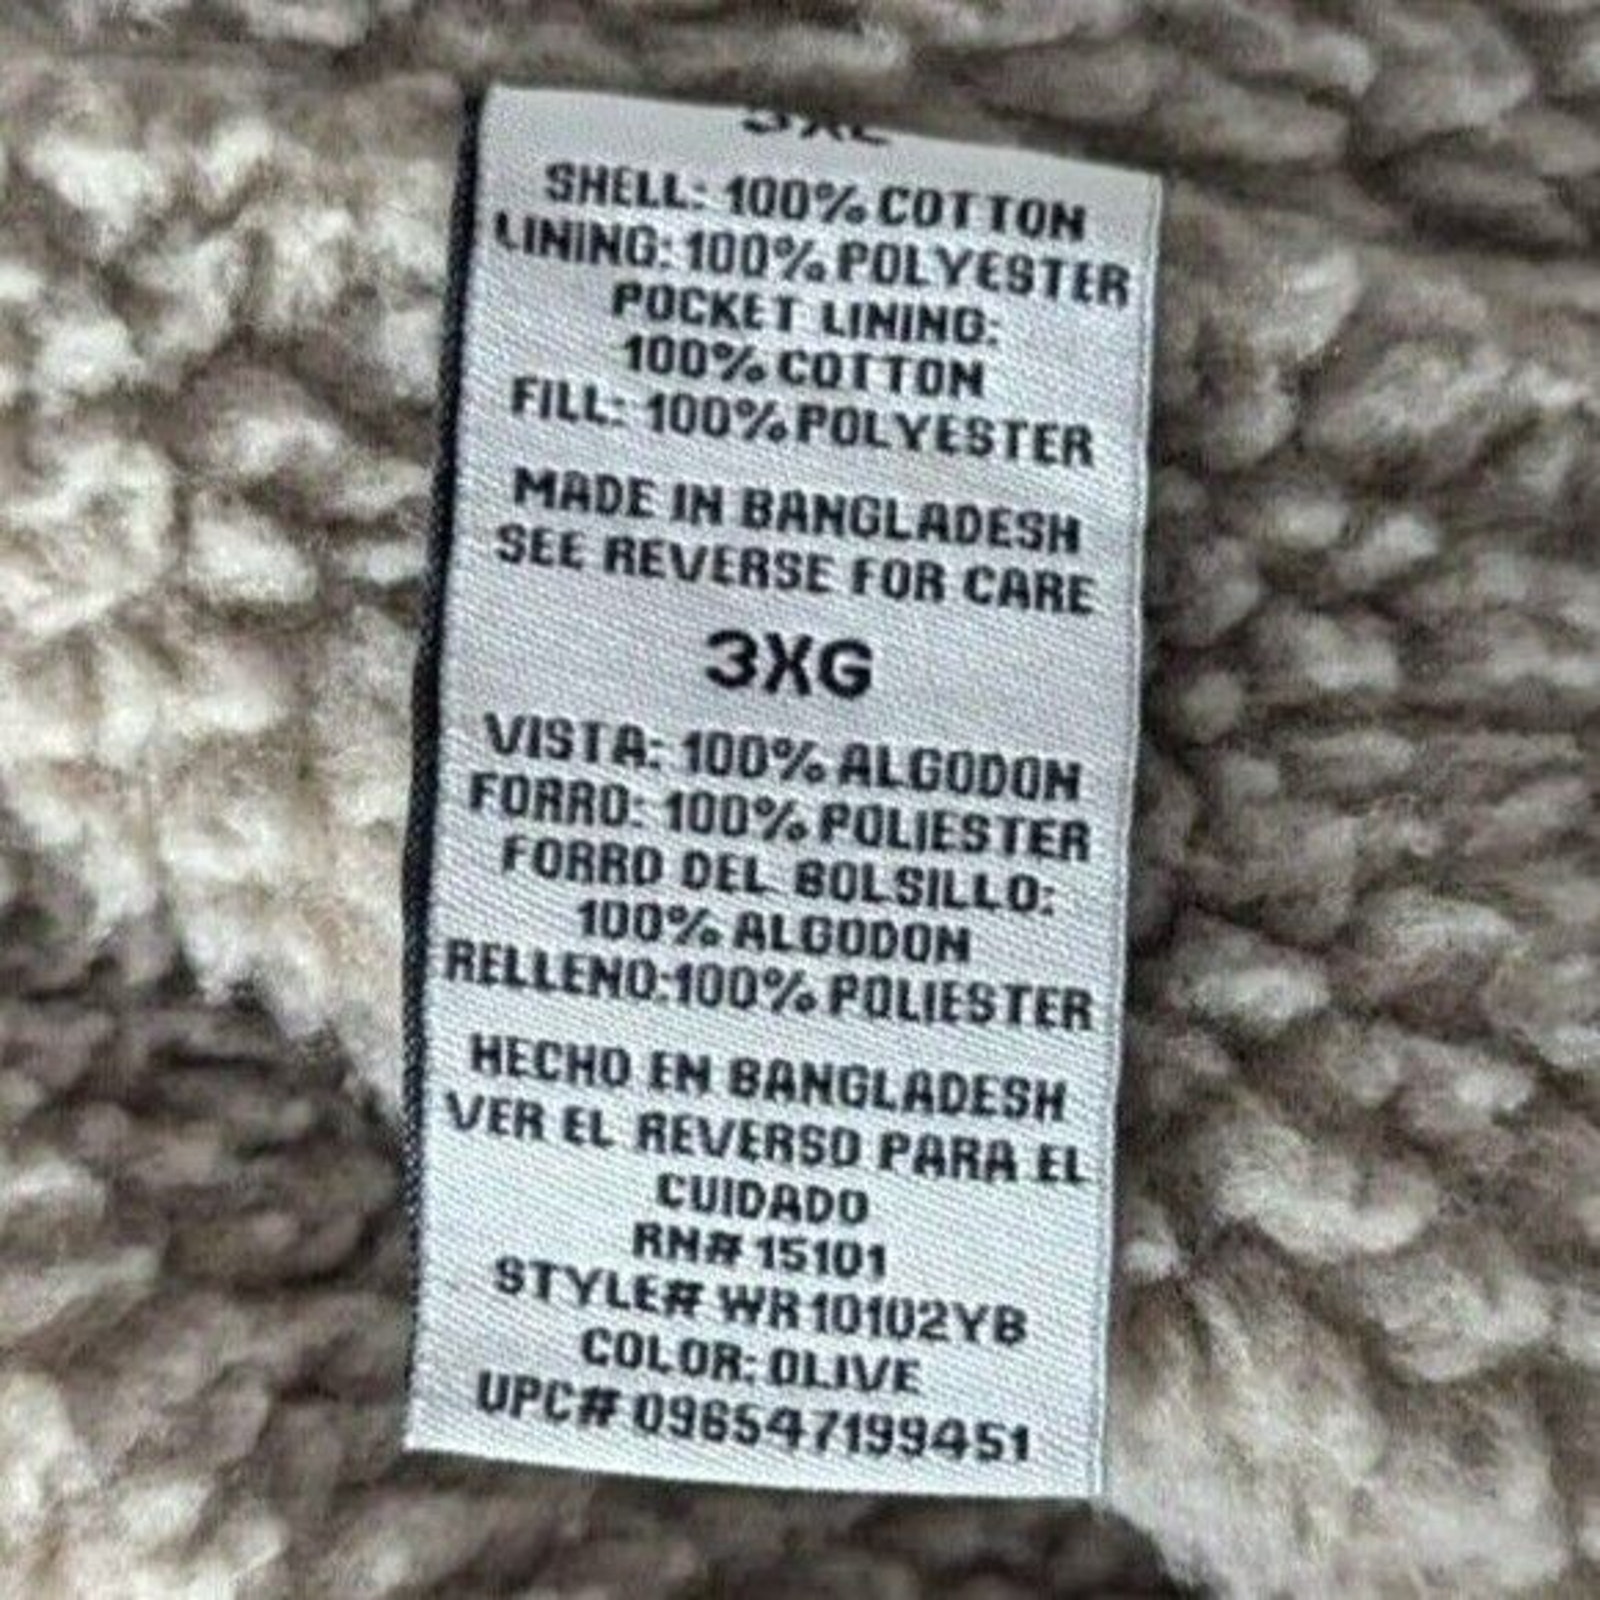 3XL
SHELL: 100% COTTON
LINING: 100% POLYESTER
POCKET LINING:
100% COTTON
FILL: 100% POLYESTER
MADE IN BANGLADESH
SEE REVERSE FOR CARE
3XG
VISTA: 100% ALGODON
FORRO: 100% POLIESTER
FORRO DEL BOLSILLO:
100% ALGODON
RELLENO:100% POLIESTER
HECHO EN BANGLADESH
VER EL REVERSO PARA EL
CUIDADO
RN# 15101
STYLE# WR10102YB
COLOR: OLIVE
UPC# 096547199451